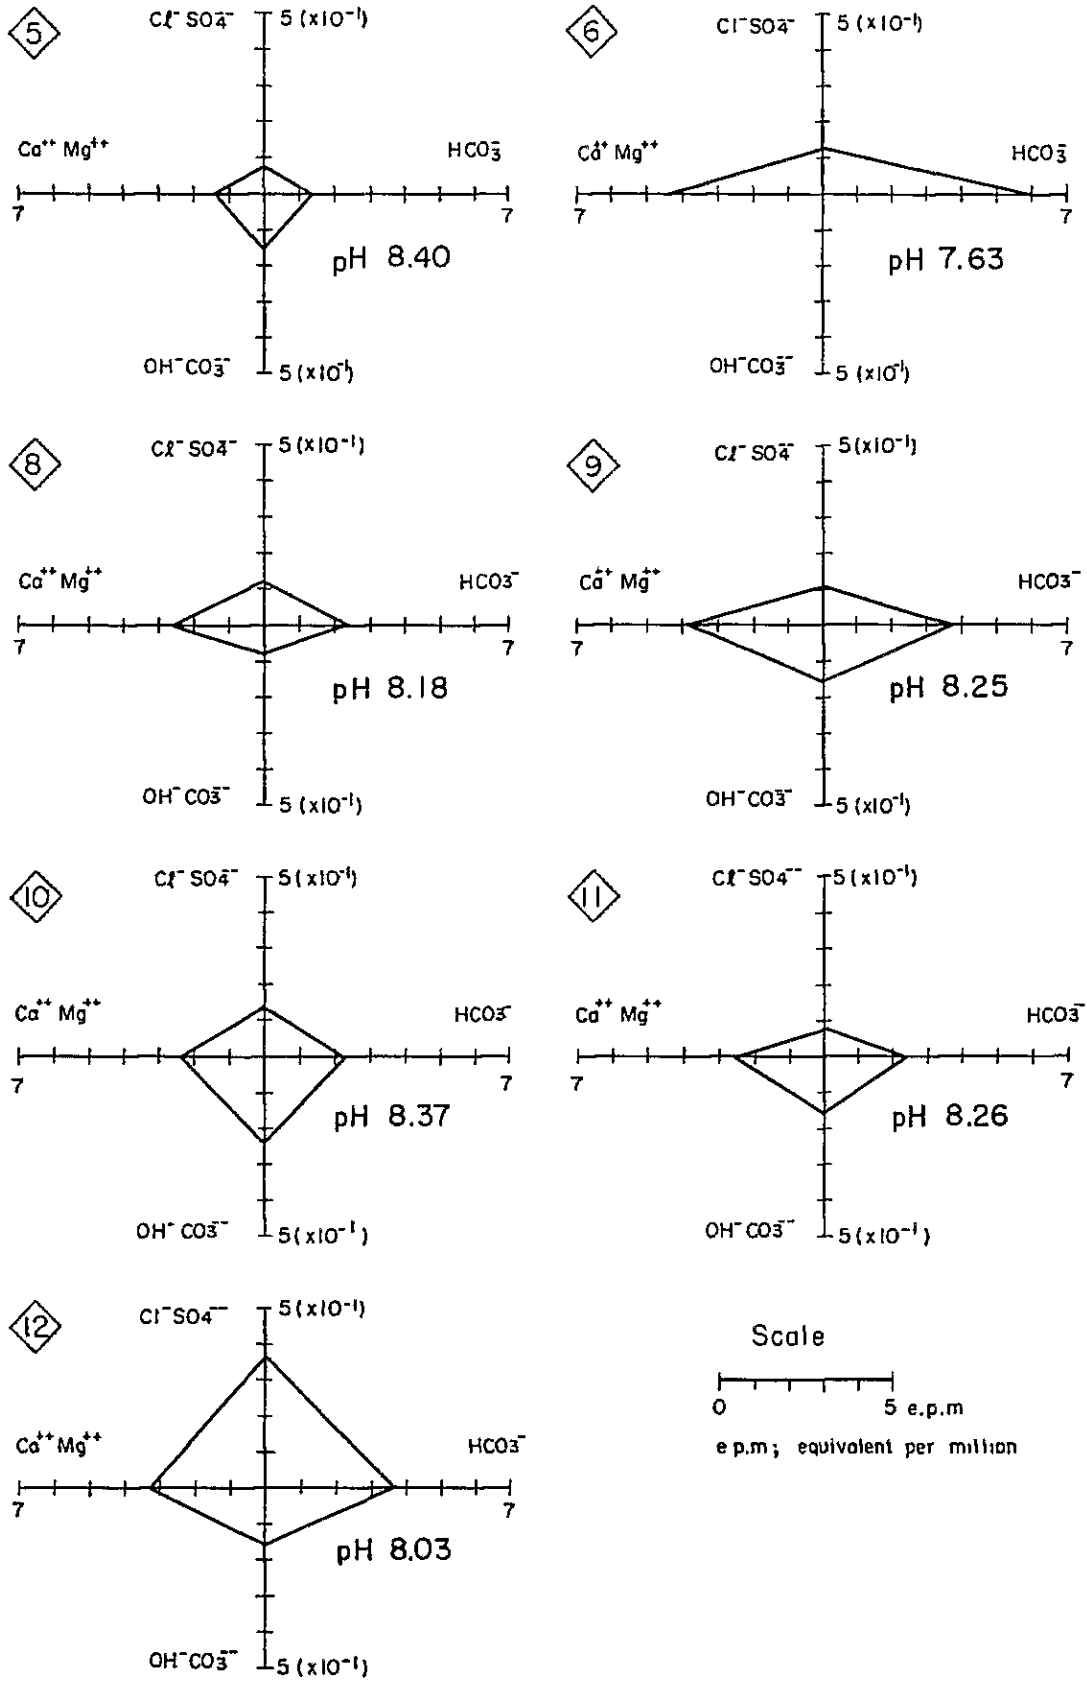 5
Cl⁻ SO4⁻⁻ 5 (x10⁻¹)
Ca⁺⁺ Mg⁺⁺ HCO3⁻
7 7
pH 8.40
OH⁻ CO3⁻⁻ 5 (x10⁻¹)
6
Cl⁻ SO4⁻⁻ 5 (x10⁻¹)
Ca⁺⁺ Mg⁺⁺ HCO3⁻
7 7
pH 7.63
OH⁻ CO3⁻⁻ 5 (x10⁻¹)
8
Cl⁻ SO4⁻⁻ 5 (x10⁻¹)
Ca⁺⁺ Mg⁺⁺ HCO3⁻
7 7
pH 8.18
OH⁻ CO3⁻⁻ 5 (x10⁻¹)
9
Cl⁻ SO4⁻⁻ 5 (x10⁻¹)
Ca⁺⁺ Mg⁺⁺ HCO3⁻
7 7
pH 8.25
OH⁻ CO3⁻⁻ 5 (x10⁻¹)
10
Cl⁻ SO4⁻⁻ 5 (x10⁻¹)
Ca⁺⁺ Mg⁺⁺ HCO3⁻
7 7
pH 8.37
OH⁻ CO3⁻⁻ 5 (x10⁻¹)
11
Cl⁻ SO4⁻⁻ 5 (x10⁻¹)
Ca⁺⁺ Mg⁺⁺ HCO3⁻
7 7
pH 8.26
OH⁻ CO3⁻⁻ 5 (x10⁻¹)
12
Cl⁻ SO4⁻⁻ 5 (x10⁻¹)
Ca⁺⁺ Mg⁺⁺ HCO3⁻
7 7
pH 8.03
OH⁻ CO3⁻⁻ 5 (x10⁻¹)
Scale
0 5 e.p.m
e p.m ; equivalent per million